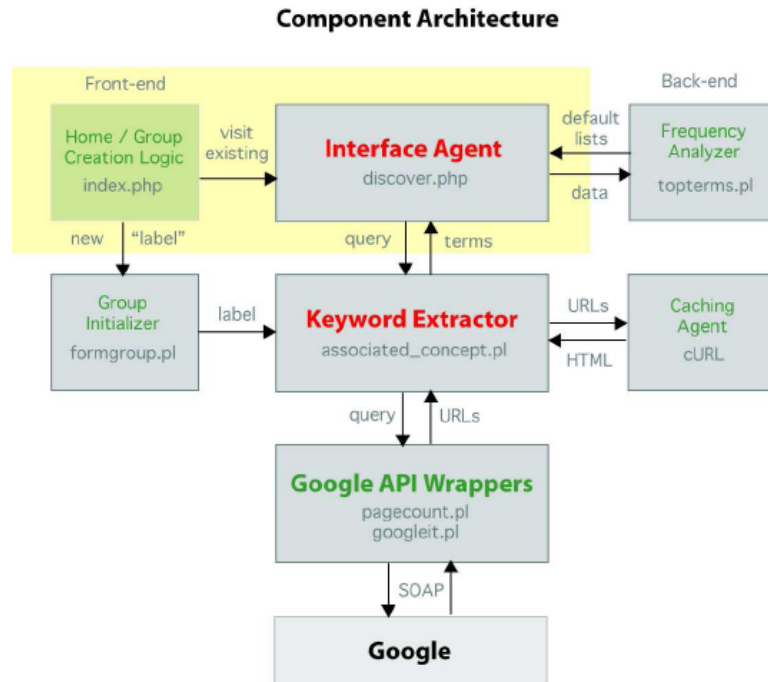 Component Architecture
Front-end
Back-end
Home / Group
Creation Logic
index.php
visit
existing
Interface Agent
discover.php
default
lists
data
Frequency
Analyzer
topterms.pl
new “label”
query terms
Group
Initializer
formgroup.pl
label
Keyword Extractor
associated_concept.pl
URLs
HTML
Caching
Agent
cURL
query URLs
Google API Wrappers
pagecount.pl
googleit.pl
SOAP
Google